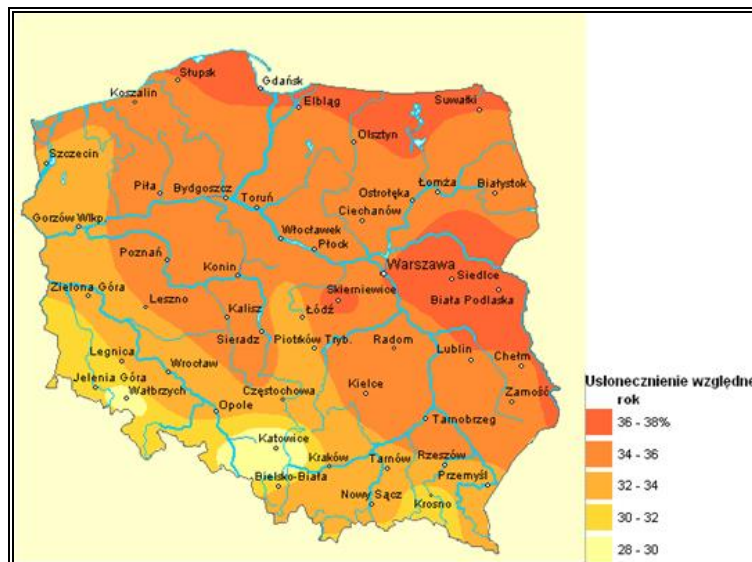 Słupsk
Gdańsk
Koszalin
Elbląg
Suwałki
Olsztyn
Szczecin
Piła
Bydgoszcz
Toruń
Ostrołęka
Łomża
Białystok
Ciechanów
Gorzów Wlkp.
Włocławek
Płock
Poznań
Konin
Warszawa
Siedlce
Zielona Góra
Skierniewice
Biała Podlaska
Leszno
Kalisz
Łódź
Sieradz
Piotrków Tryb.
Radom
Legnica
Wrocław
Lublin
Chełm
Jelenia Góra
Wałbrzych
Częstochowa
Kielce
Zamość
Opole
Tarnobrzeg
Katowice
Kraków
Tarnów
Rzeszów
Bielsko-Biała
Przemyśl
Nowy Sącz
Krosno
Usłonecznienie względne
rok
36 - 38%
34 - 36
32 - 34
30 - 32
28 - 30